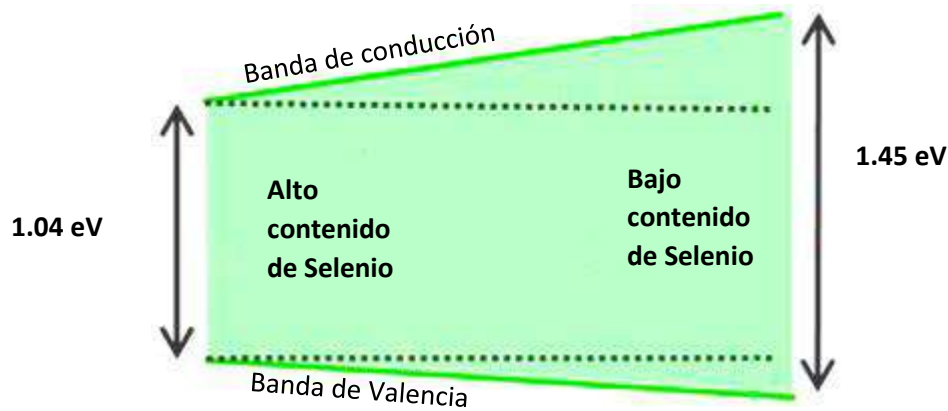 Banda de conducción
1.45 eV
1.04 eV
Alto
contenido
de Selenio
Bajo
contenido
de Selenio
Banda de Valencia